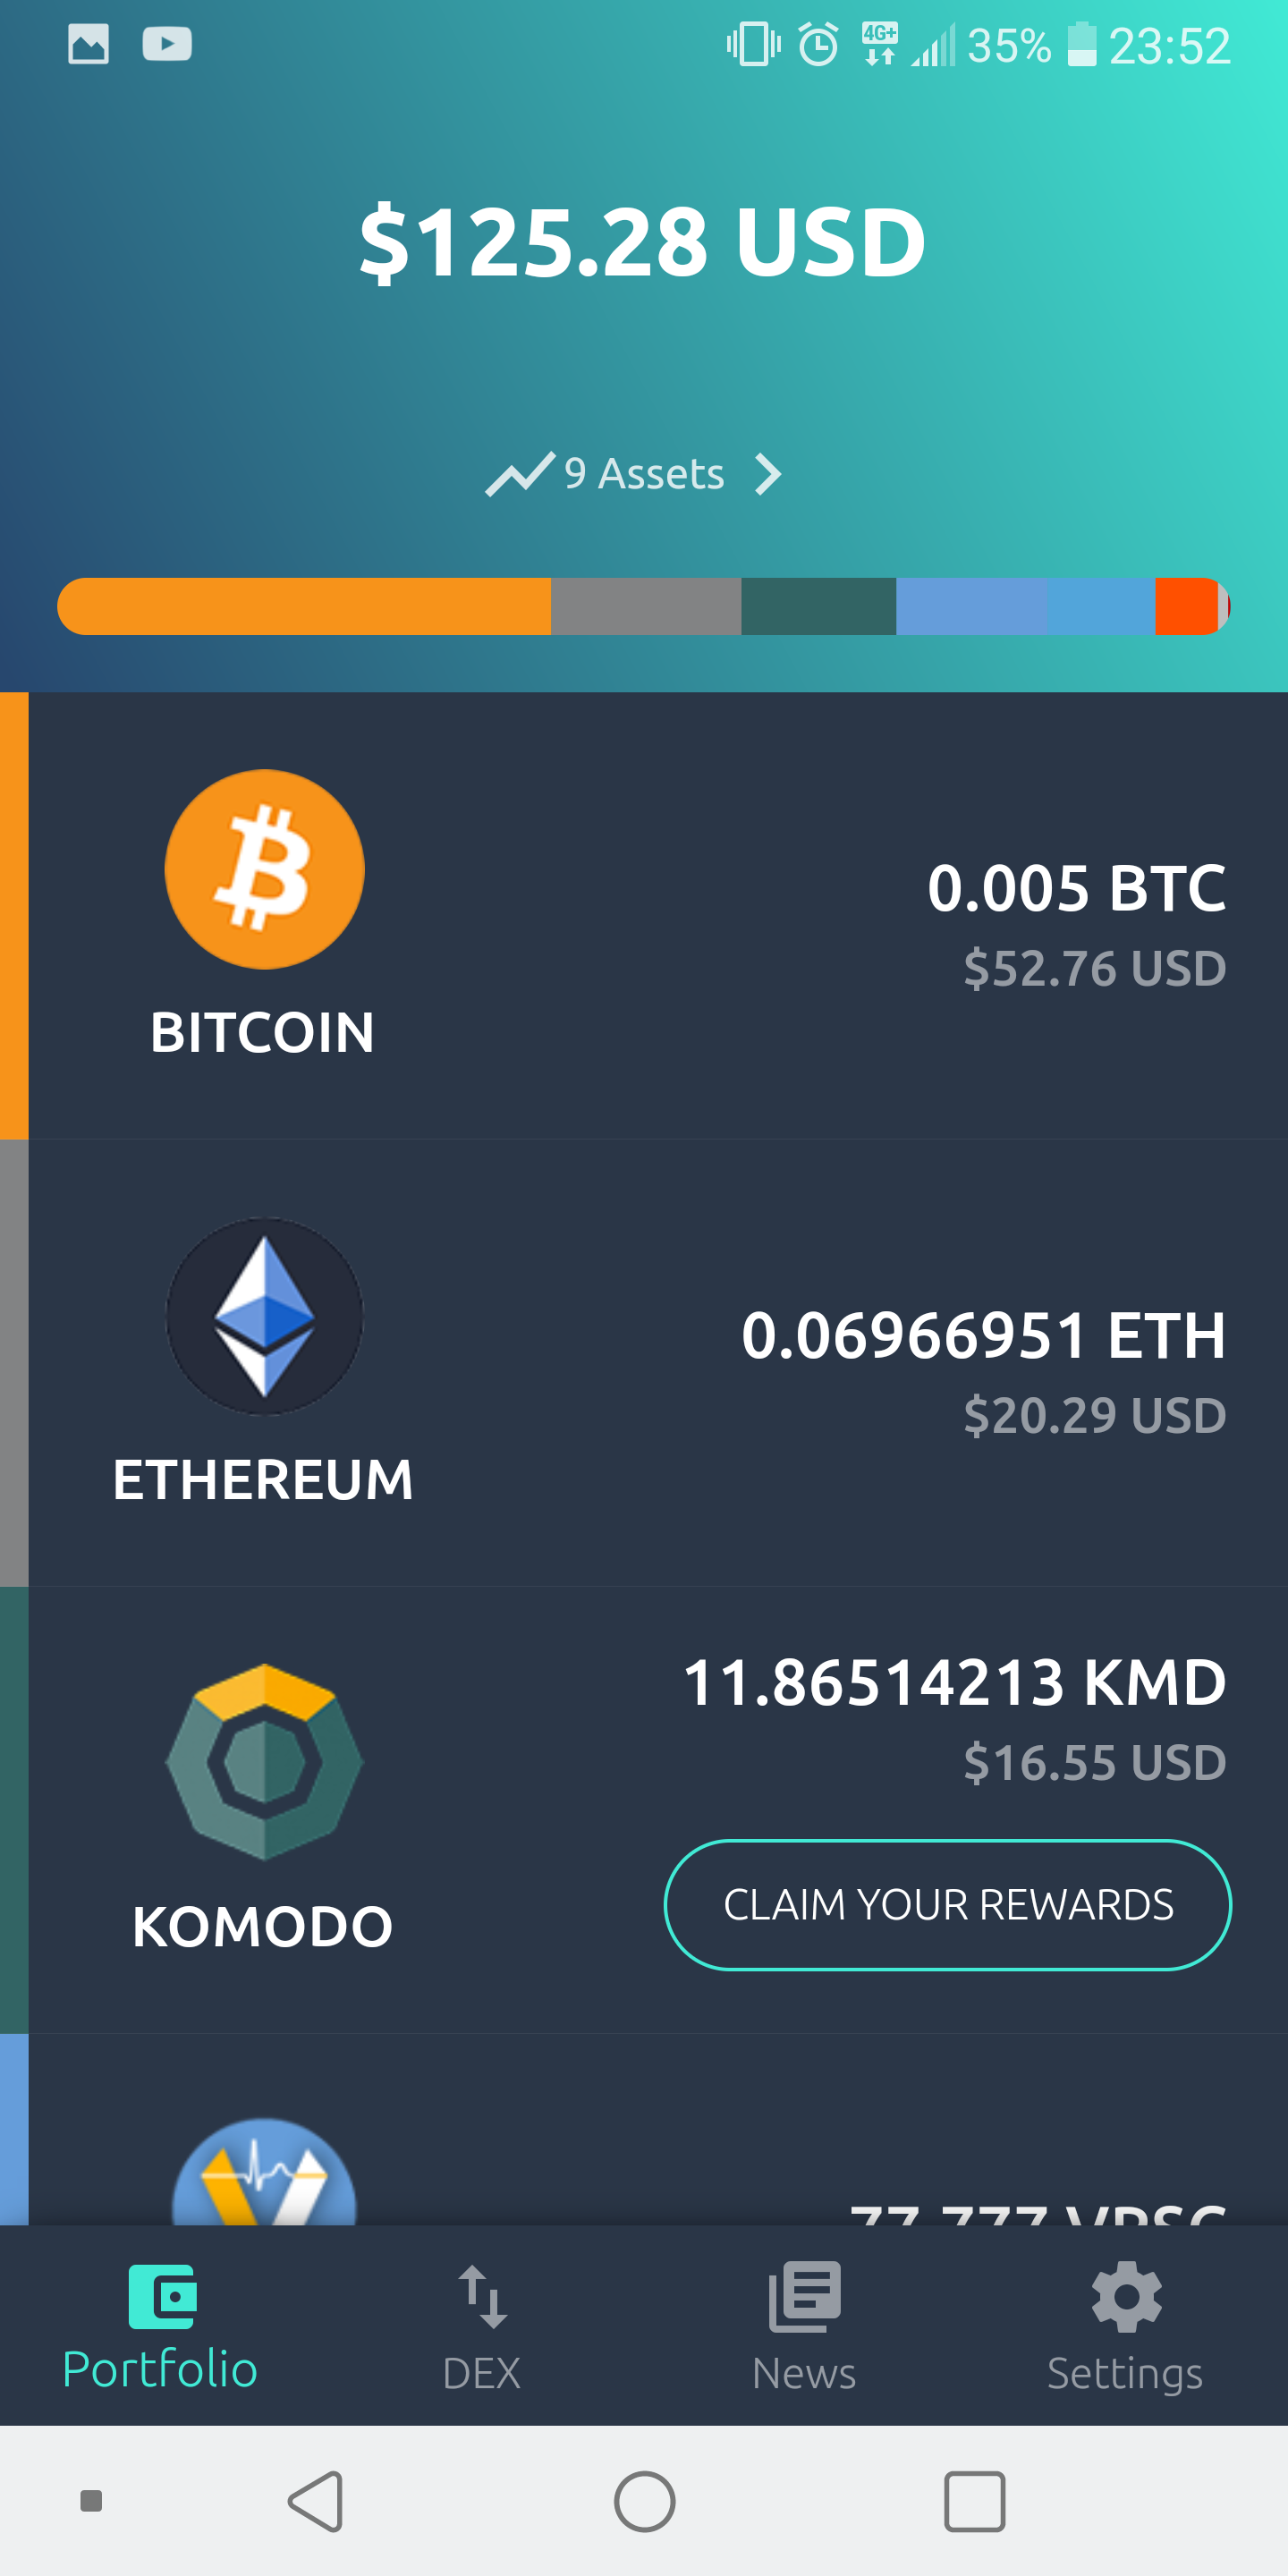 4G+ 35% 23:52
$125.28 USD
9 Assets
0.005 BTC
$52.76 USD
BITCOIN
0.06966951 ETH
$20.29 USD
ETHEREUM
11.86514213 KMD
$16.55 USD
CLAIM YOUR REWARDS
KOMODO
77.777 VRSC
Portfolio
DEX
News
Settings